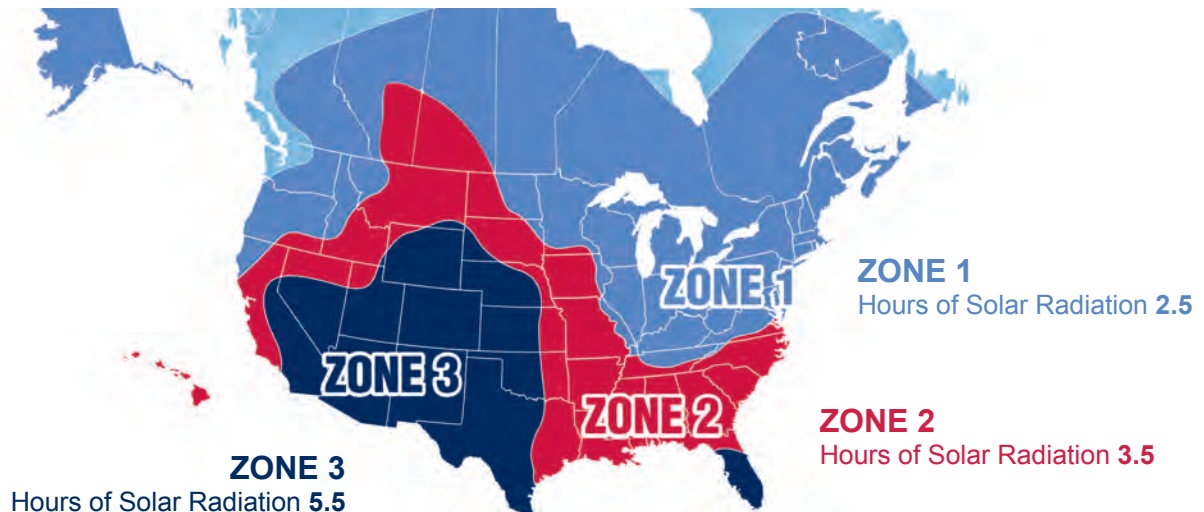 ZONE 1
ZONE 1
Hours of Solar Radiation 2.5
ZONE 3
ZONE 2
ZONE 2
Hours of Solar Radiation 3.5
ZONE 3
Hours of Solar Radiation 5.5